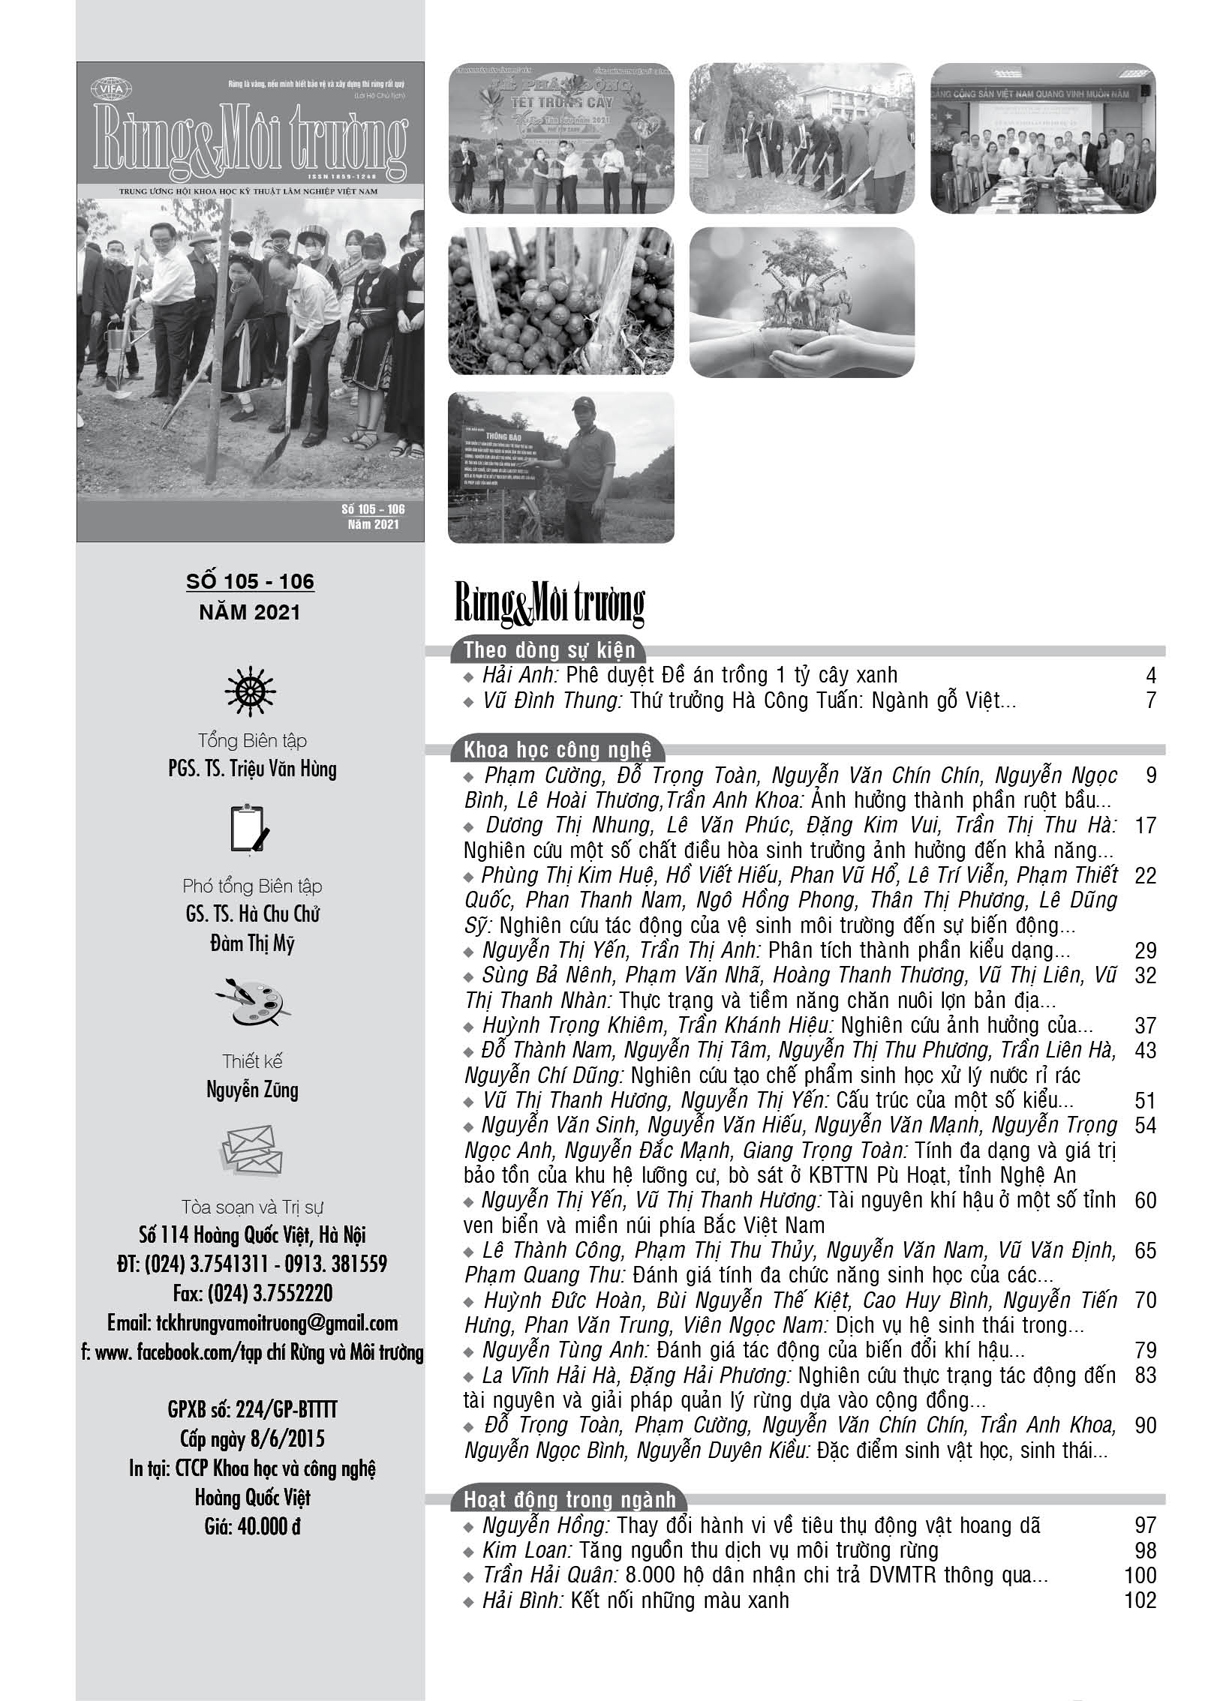 VIFA
Rừng là vàng, nếu mình biết bảo vệ và xây dựng thì rừng rất quý
(Lời Hồ Chủ Tịch)
Rừng&Môi trường
ISSN 1859-1248
TRUNG ƯƠNG HỘI KHOA HỌC KỸ THUẬT LÂM NGHIỆP VIỆT NAM
Số 105 - 106
Năm 2021
SỐ 105 - 106
NĂM 2021
Tổng Biên tập
PGS. TS. Triệu Văn Hùng
Phó tổng Biên tập
GS. TS. Hà Chu Chử
Đàm Thị Mỹ
Thiết kế
Nguyễn Zũng
Tòa soạn và Trị sự
Số 114 Hoàng Quốc Việt, Hà Nội
ĐT: (024) 3.7541311 - 0913. 381559
Fax: (024) 3.7552220
Email: tckhrungvamoitruong@gmail.com
f: www. facebook.com/tạp chí Rừng và Môi trường
GPXB số: 224/GP-BTTTT
Cấp ngày 8/6/2015
In tại: CTCP Khoa học và công nghệ
Hoàng Quốc Việt
Giá: 40.000 đ
LỄ PHÁT ĐỘNG
TẾT TRỒNG CÂY
ĐẢNG CỘNG SẢN VIỆT NAM QUANG VINH MUÔN NĂM
THÔNG BÁO
Rừng&Môi trường
Theo dòng sự kiện
◆ Hải Anh: Phê duyệt Đề án trồng 1 tỷ cây xanh 4
◆ Vũ Đình Thung: Thứ trưởng Hà Công Tuấn: Ngành gỗ Việt... 7
Khoa học công nghệ
◆ Phạm Cường, Đỗ Trọng Toàn, Nguyễn Văn Chín Chín, Nguyễn Ngọc 9
Bình, Lê Hoài Thương,Trần Anh Khoa: Ảnh hưởng thành phần ruột bầu...
◆ Dương Thị Nhung, Lê Văn Phúc, Đặng Kim Vui, Trần Thị Thu Hà: 17
Nghiên cứu một số chất điều hòa sinh trưởng ảnh hưởng đến khả năng...
◆ Phùng Thị Kim Huệ, Hồ Viết Hiếu, Phan Vũ Hổ, Lê Trí Viễn, Phạm Thiết 22
Quốc, Phan Thanh Nam, Ngô Hồng Phong, Thân Thị Phương, Lê Dũng
Sỹ: Nghiên cứu tác động của vệ sinh môi trường đến sự biến động...
◆ Nguyễn Thị Yến, Trần Thị Anh: Phân tích thành phần kiểu dạng... 29
◆ Sùng Bả Nênh, Phạm Văn Nhã, Hoàng Thanh Thương, Vũ Thị Liên, Vũ 32
Thị Thanh Nhàn: Thực trạng và tiềm năng chăn nuôi lợn bản địa...
◆ Huỳnh Trọng Khiêm, Trần Khánh Hiệu: Nghiên cứu ảnh hưởng của... 37
◆ Đỗ Thành Nam, Nguyễn Thị Tâm, Nguyễn Thị Thu Phương, Trần Liên Hà, 43
Nguyễn Chí Dũng: Nghiên cứu tạo chế phẩm sinh học xử lý nước rỉ rác
◆ Vũ Thị Thanh Hương, Nguyễn Thị Yến: Cấu trúc của một số kiểu... 51
◆ Nguyễn Văn Sinh, Nguyễn Văn Hiếu, Nguyễn Văn Mạnh, Nguyễn Trọng 54
Ngọc Anh, Nguyễn Đắc Mạnh, Giang Trọng Toàn: Tính đa dạng và giá trị
bảo tồn của khu hệ lưỡng cư, bò sát ở KBTTN Pù Hoạt, tỉnh Nghệ An
◆ Nguyễn Thị Yến, Vũ Thị Thanh Hương: Tài nguyên khí hậu ở một số tỉnh 60
ven biển và miền núi phía Bắc Việt Nam
◆ Lê Thành Công, Phạm Thị Thu Thủy, Nguyễn Văn Nam, Vũ Văn Định, 65
Phạm Quang Thu: Đánh giá tính đa chức năng sinh học của các...
◆ Huỳnh Đức Hoàn, Bùi Nguyễn Thế Kiệt, Cao Huy Bình, Nguyễn Tiến 70
Hưng, Phan Văn Trung, Viên Ngọc Nam: Dịch vụ hệ sinh thái trong...
◆ Nguyễn Tùng Anh: Đánh giá tác động của biến đổi khí hậu... 79
◆ La Vĩnh Hải Hà, Đặng Hải Phương: Nghiên cứu thực trạng tác động đến 83
tài nguyên và giải pháp quản lý rừng dựa vào cộng đồng...
◆ Đỗ Trọng Toàn, Phạm Cường, Nguyễn Văn Chín Chín, Trần Anh Khoa, 90
Nguyễn Ngọc Bình, Nguyễn Duyên Kiều: Đặc điểm sinh vật học, sinh thái...
Hoạt động trong ngành
◆ Nguyễn Hồng: Thay đổi hành vi về tiêu thụ động vật hoang dã 97
◆ Kim Loan: Tăng nguồn thu dịch vụ môi trường rừng 98
◆ Trần Hải Quân: 8.000 hộ dân nhận chi trả DVMTR thông qua... 100
◆ Hải Bình: Kết nối những màu xanh 102